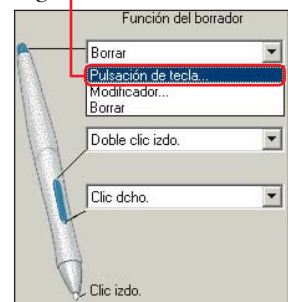 Función del borrador
Borrar
Pulsación de tecla...
Modificador...
Borrar
Doble clic izdo.
Clic dcho.
Clic izdo.